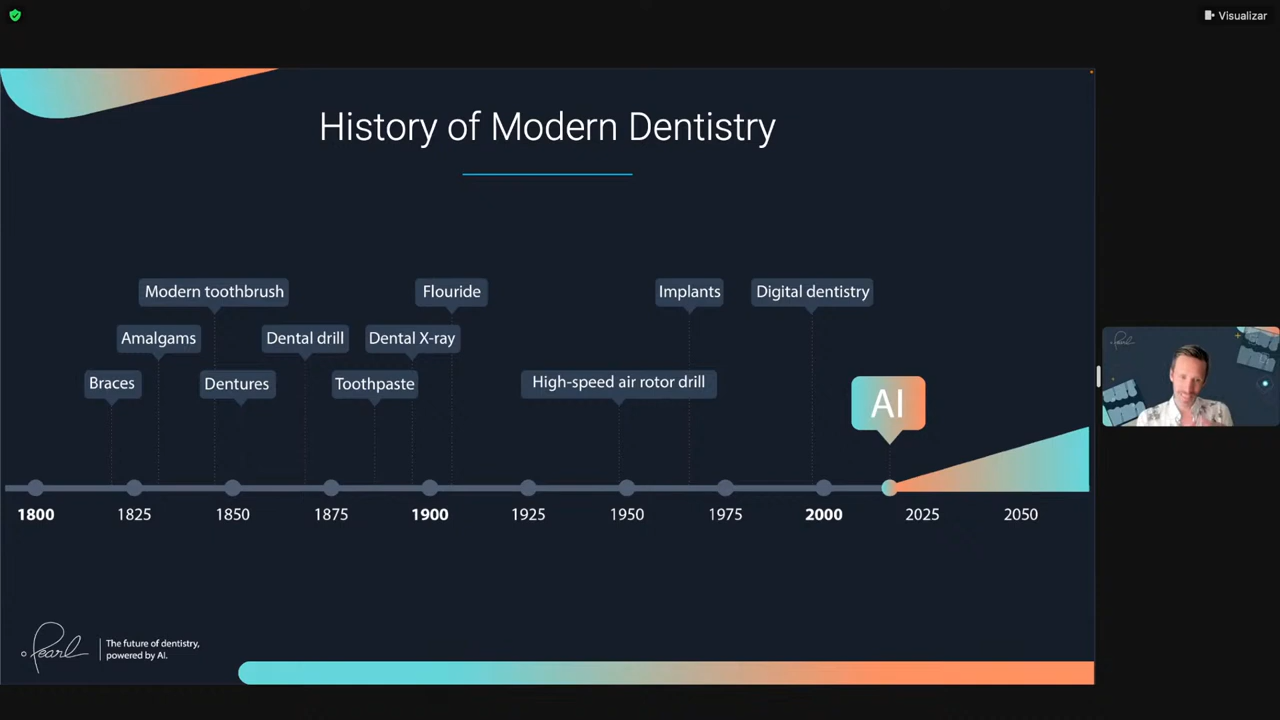 Visualizar
History of Modern Dentistry
Modern toothbrush
Flouride
Implants
Digital dentistry
Amalgams
Dental drill
Dental X-ray
Braces
Dentures
Toothpaste
High-speed air rotor drill
AI
1800
1825
1850
1875
1900
1925
1950
1975
2000
2025
2050
Pearl
The future of dentistry,
powered by AI.